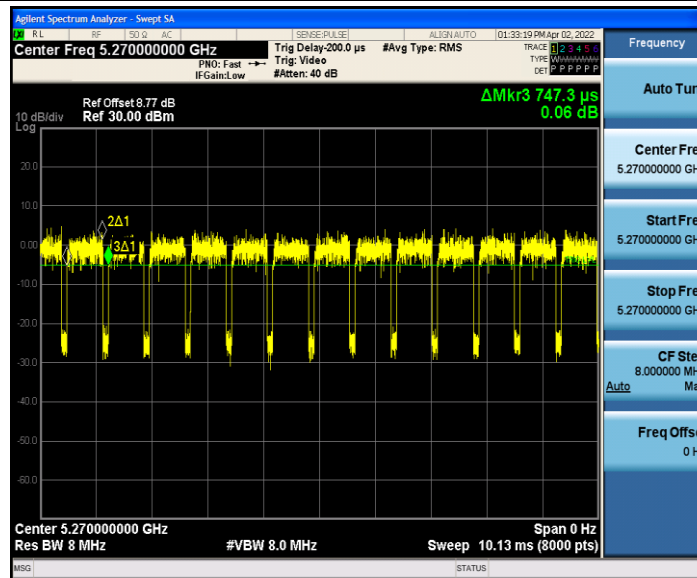 Agilent Spectrum Analyzer - Swept SA
LXI RL RF 50 Ω AC SENSE:PULSE ALIGN AUTO 01:33:19 PM Apr 02, 2022
Center Freq 5.270000000 GHz
PNO: Fast
IFGain:Low
Trig Delay-200.0 µs
Trig: Video
#Atten: 40 dB
#Avg Type: RMS
TRACE 1 2 3 4 5 6
TYPE WWWWWW
DET P P P P P P
Ref Offset 8.77 dB
10 dB/div Ref 30.00 dBm
Log
ΔMkr3 747.3 µs
0.06 dB
20.0
10.0
0.00
-10.0
-20.0
-30.0
-40.0
-50.0
-60.0
2Δ1
3Δ1
Center 5.270000000 GHz Span 0 Hz
Res BW 8 MHz #VBW 8.0 MHz Sweep 10.13 ms (8000 pts)
MSG STATUS
Frequency
Auto Tun
Center Fre
5.270000000 GH
Start Fre
5.270000000 GH
Stop Fre
5.270000000 GH
CF Ste
8.000000 MH
Auto Ma
Freq Offs
0 H